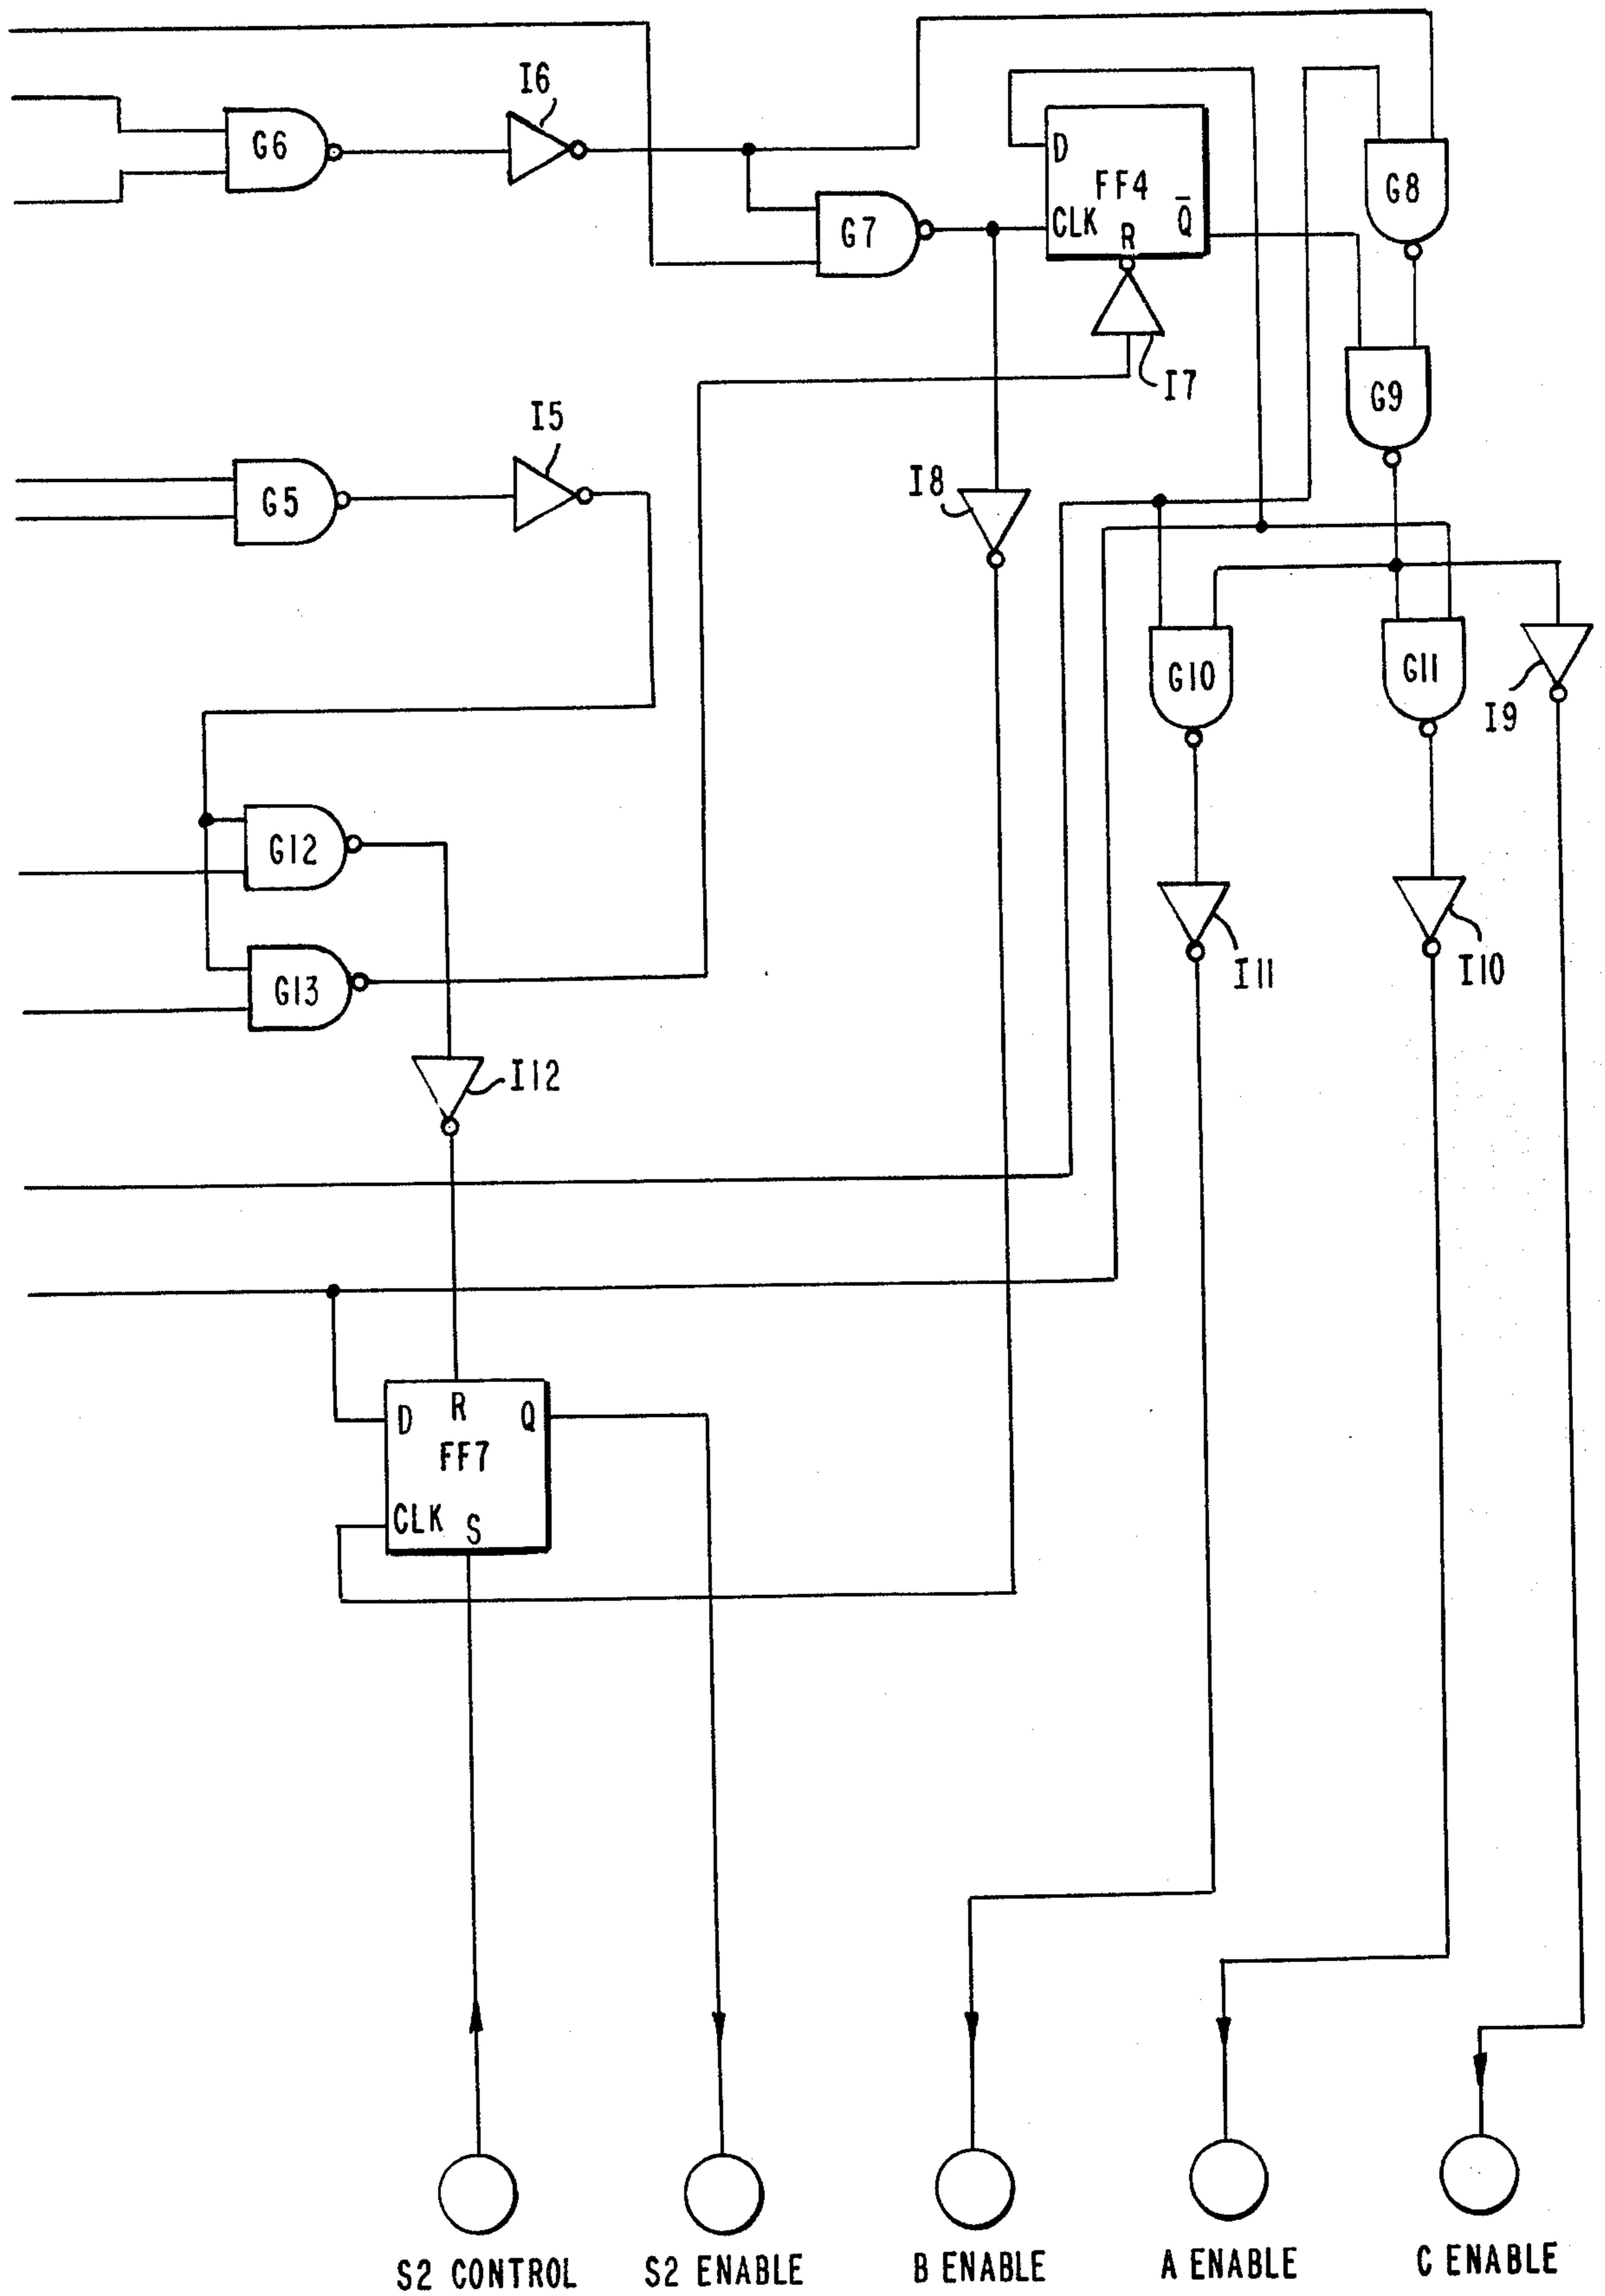 I6
G6
D
FF4
CLK
R
Q̄
G7
G8
I7
G9
I5
G5
I8
G10
G11
I9
G12
G13
I11
I10
I12
D
R
Q
FF7
CLK
S
S2 CONTROL
S2 ENABLE
B ENABLE
A ENABLE
C ENABLE